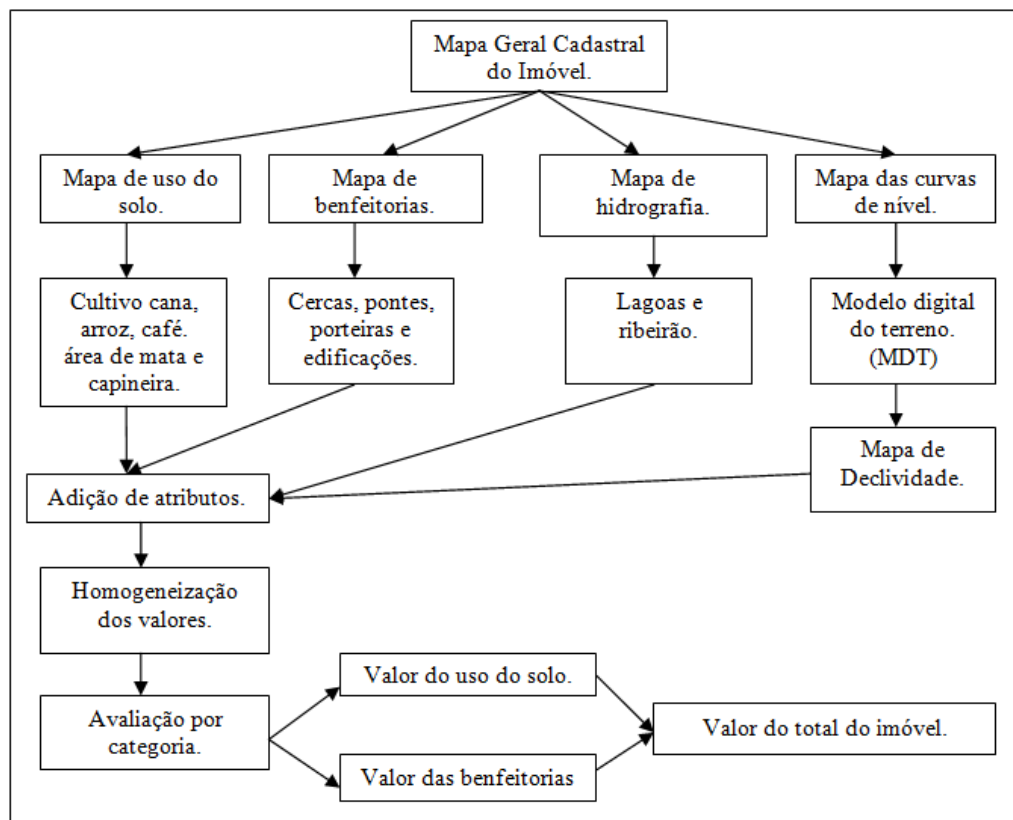 Mapa Geral Cadastral
do Imóvel.
Mapa de uso do
solo.
Mapa de
benfeitorias.
Mapa de
hidrografia.
Mapa das curvas
de nível.
Cultivo cana,
arroz, café.
área de mata e
capineira.
Cercas, pontes,
porteiras e
edificações.
Lagoas e
ribeirão.
Modelo digital
do terreno.
(MDT)
Mapa de
Declividade.
Adição de atributos.
Homogeneização
dos valores.
Avaliação por
categoria.
Valor do uso do solo.
Valor das benfeitorias
Valor do total do imóvel.